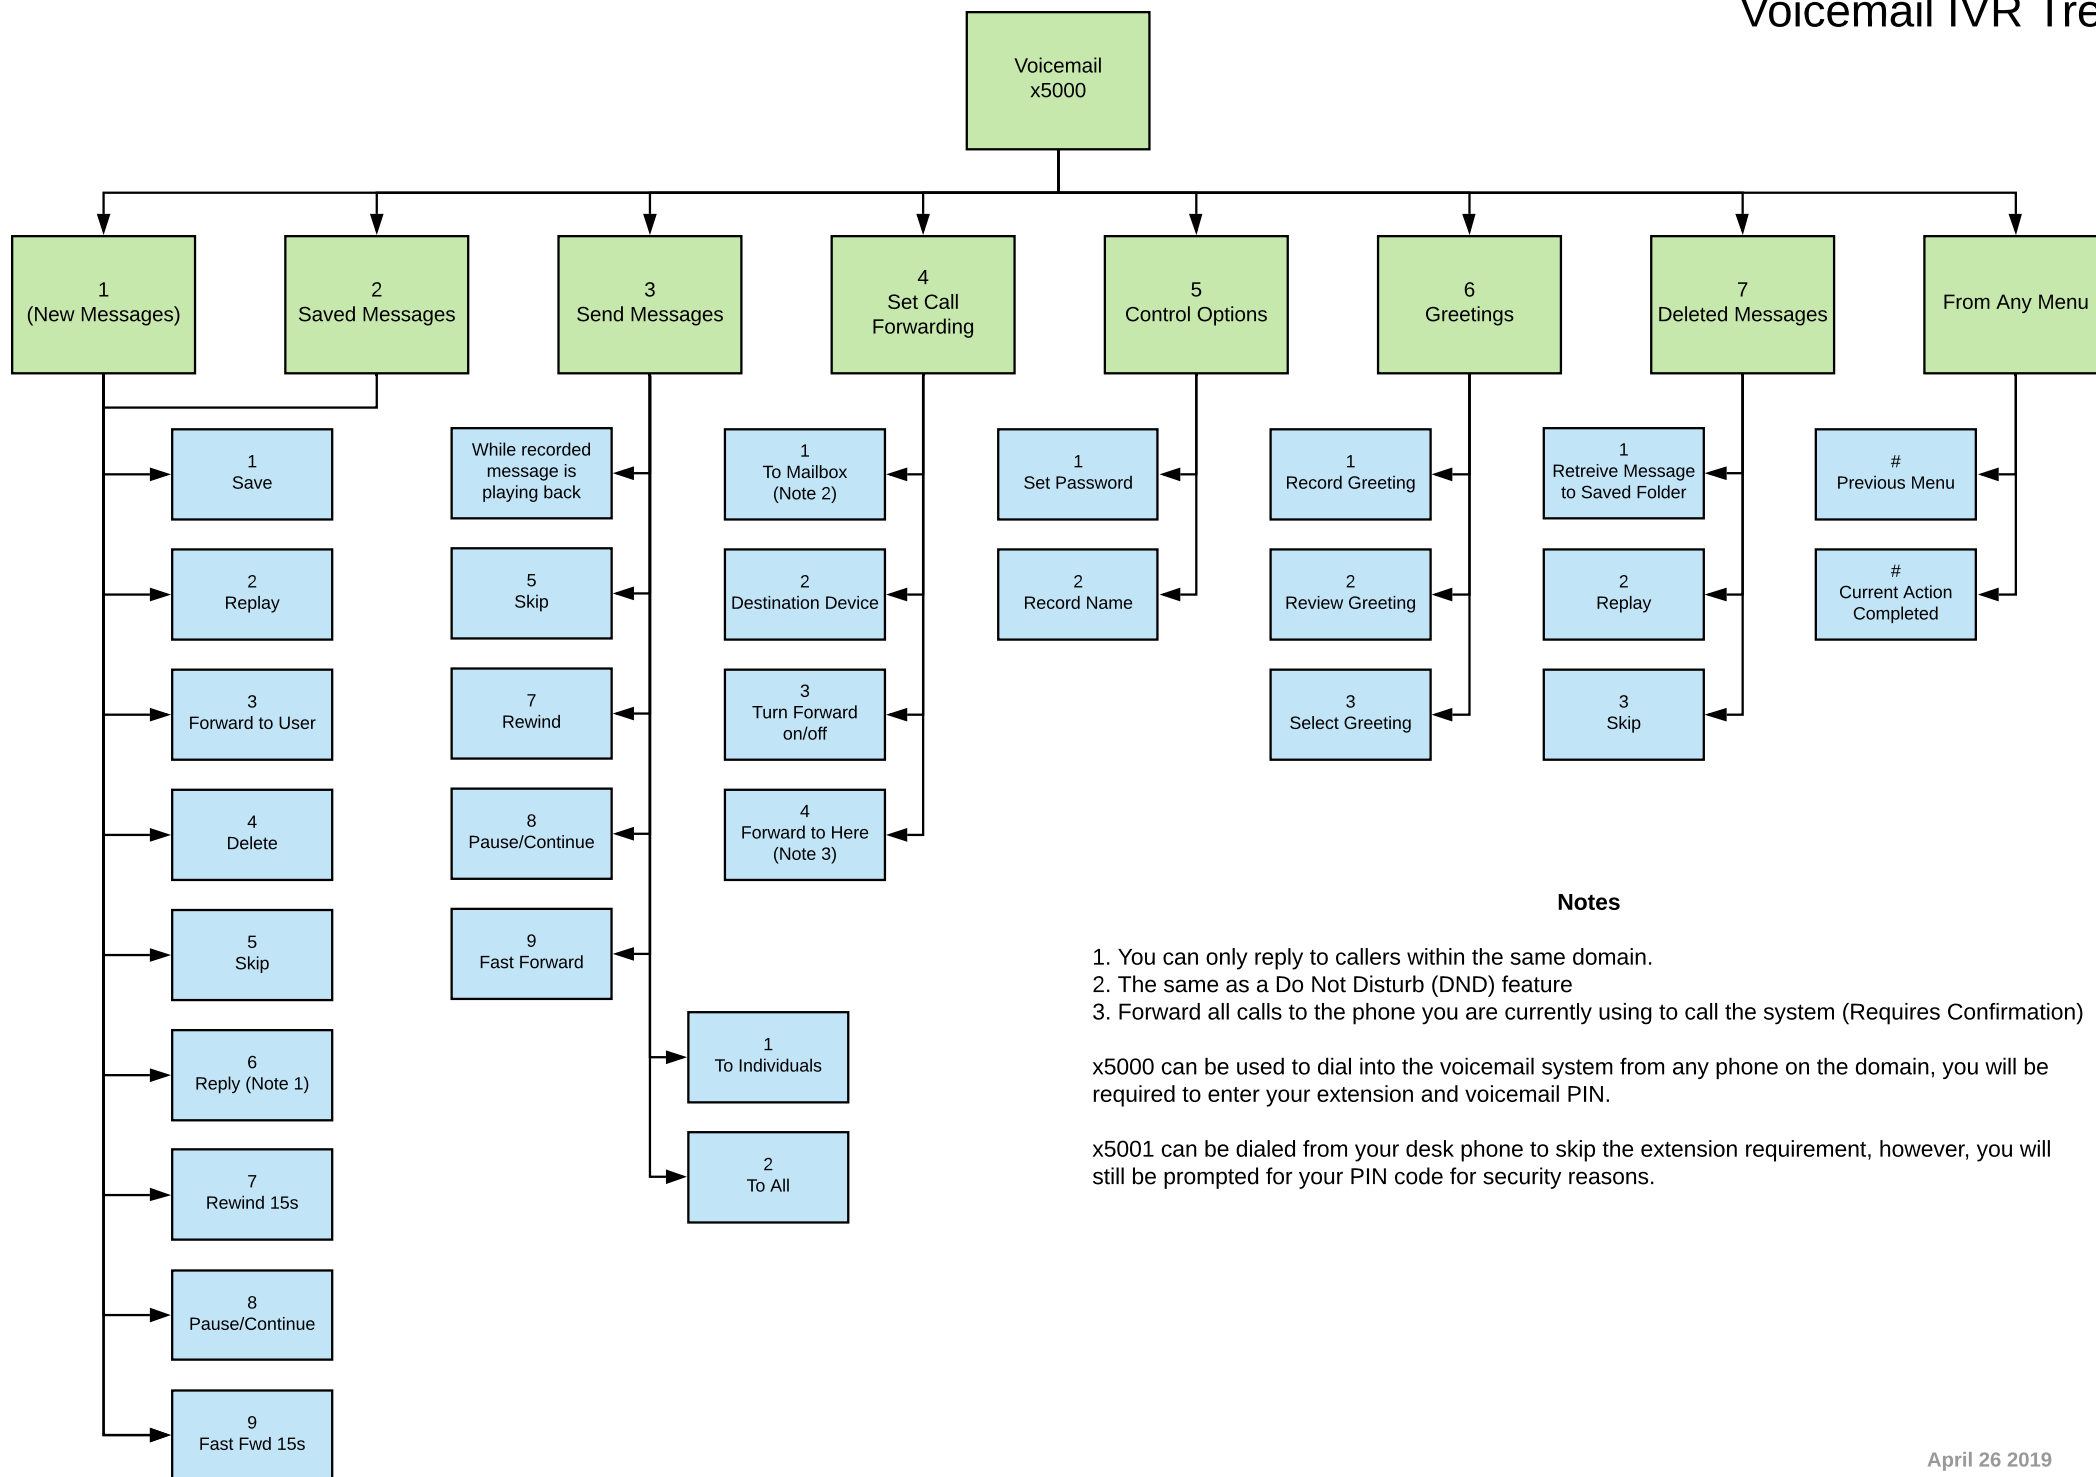 Voicemail IVR Tre
Voicemail
x5000
1
(New Messages)
2
Saved Messages
3
Send Messages
4
Set Call
Forwarding
5
Control Options
6
Greetings
7
Deleted Messages
From Any Menu
1
Save
2
Replay
3
Forward to User
4
Delete
5
Skip
6
Reply (Note 1)
7
Rewind 15s
8
Pause/Continue
9
Fast Fwd 15s
While recorded
message is
playing back
5
Skip
7
Rewind
8
Pause/Continue
9
Fast Forward
1
To Individuals
2
To All
1
To Mailbox
(Note 2)
2
Destination Device
3
Turn Forward
on/off
4
Forward to Here
(Note 3)
1
Set Password
2
Record Name
1
Record Greeting
2
Review Greeting
3
Select Greeting
1
Retreive Message
to Saved Folder
2
Replay
3
Skip
#
Previous Menu
#
Current Action
Completed
Notes
1. You can only reply to callers within the same domain.
2. The same as a Do Not Disturb (DND) feature
3. Forward all calls to the phone you are currently using to call the system (Requires Confirmation)
x5000 can be used to dial into the voicemail system from any phone on the domain, you will be
required to enter your extension and voicemail PIN.
x5001 can be dialed from your desk phone to skip the extension requirement, however, you will
still be prompted for your PIN code for security reasons.
April 26 2019